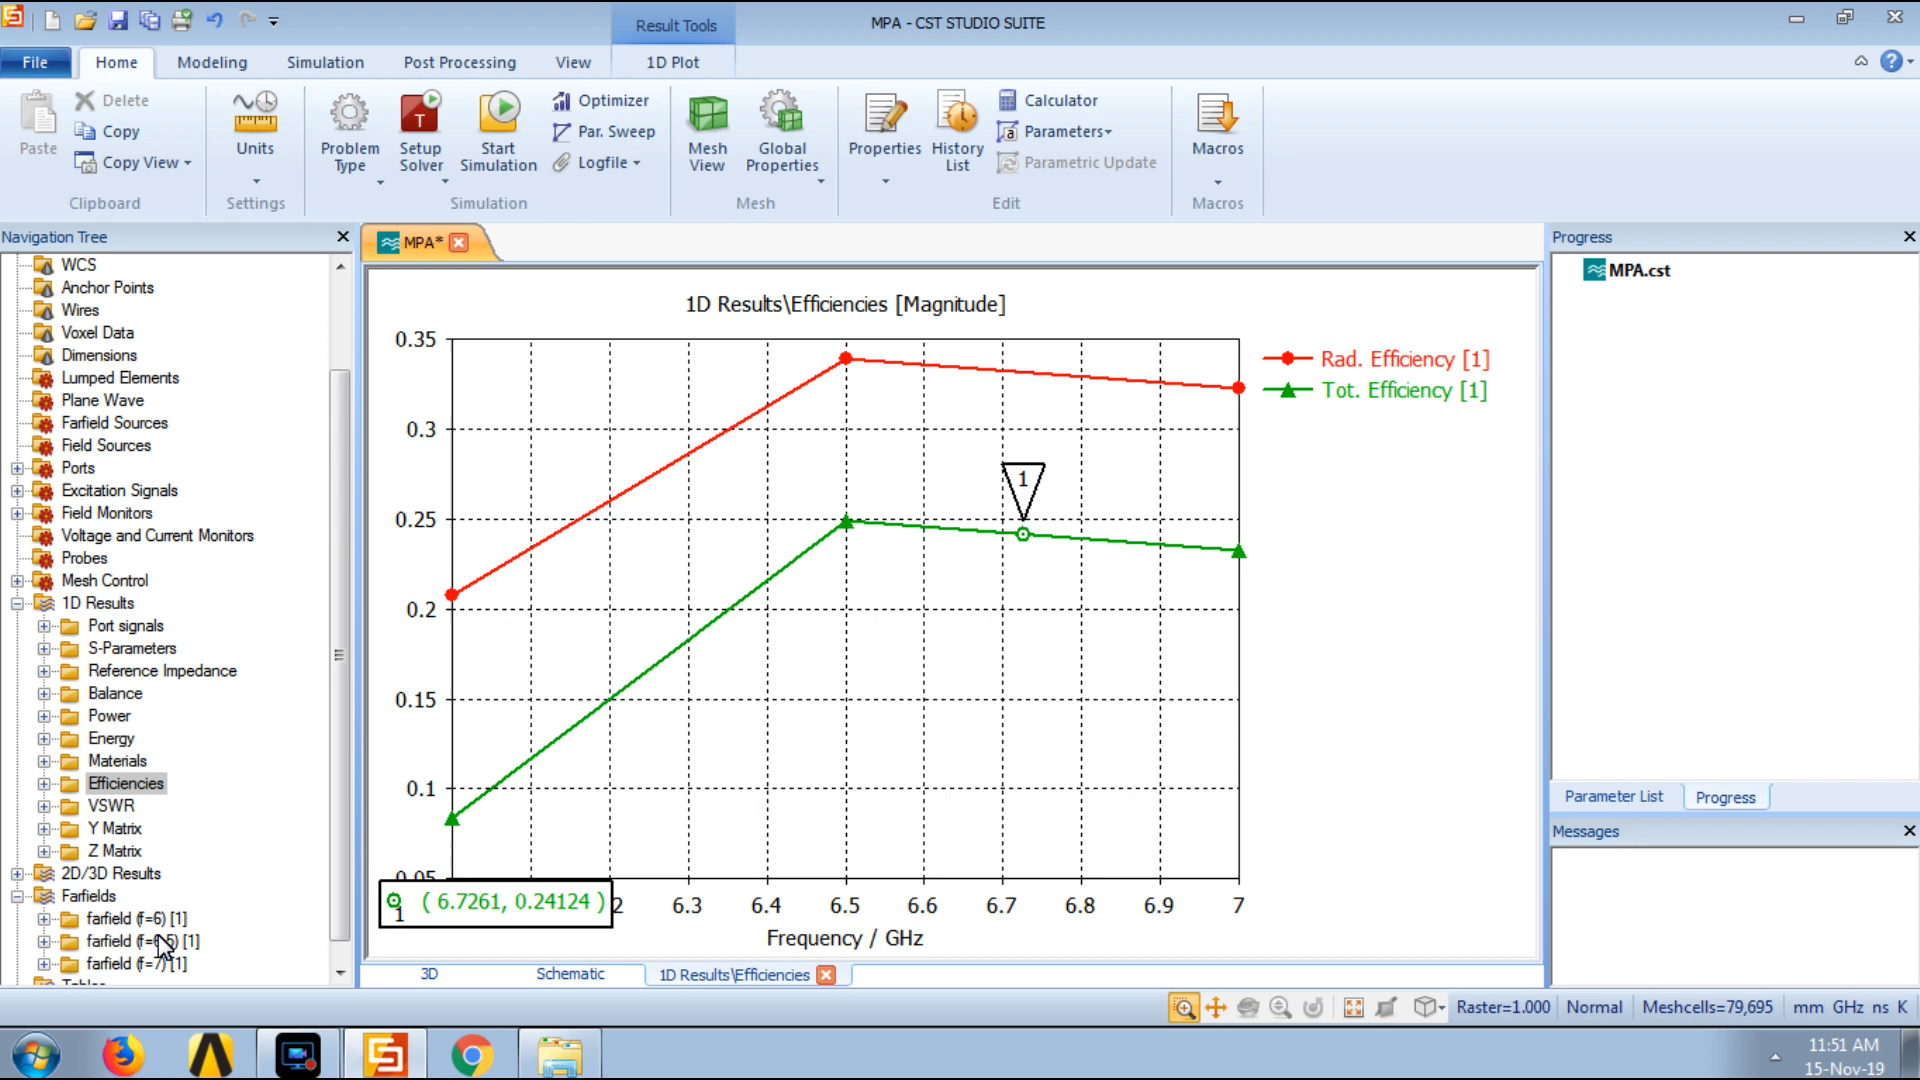 Result Tools
MPA - CST STUDIO SUITE
File
Home
Modeling
Simulation
Post Processing
View
1D Plot
Paste
Delete
Copy
Copy View
Clipboard
Units
Settings
Problem Type
Setup Solver
Start Simulation
Optimizer
Par. Sweep
Logfile
Simulation
Mesh View
Global Properties
Mesh
Properties
History List
Calculator
Parameters
Parametric Update
Edit
Macros
Macros
Navigation Tree
WCS
Anchor Points
Wires
Voxel Data
Dimensions
Lumped Elements
Plane Wave
Farfield Sources
Field Sources
Ports
Excitation Signals
Field Monitors
Voltage and Current Monitors
Probes
Mesh Control
1D Results
Port signals
S-Parameters
Reference Impedance
Balance
Power
Energy
Materials
Efficiencies
VSWR
Y Matrix
Z Matrix
2D/3D Results
Farfields
farfield (f=6) [1]
farfield (f=6.5) [1]
farfield (f=7) [1]
MPA*
1D Results\Efficiencies [Magnitude]
0.35
0.3
0.25
0.2
0.15
0.1
0.05
1
Rad. Efficiency [1]
Tot. Efficiency [1]
1 ( 6.7261, 0.24124 )
2
6.3
6.4
6.5
6.6
6.7
6.8
6.9
7
Frequency / GHz
3D
Schematic
1D Results\Efficiencies
Progress
MPA.cst
Parameter List
Progress
Messages
Raster=1.000
Normal
Meshcells=79,695
mm GHz ns K
11:51 AM
15-Nov-19